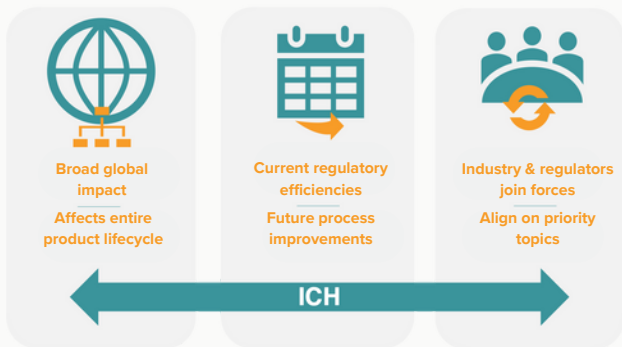 Broad global
impact
Affects entire
product lifecycle
Current regulatory
efficiencies
Future process
improvements
Industry & regulators
join forces
Align on priority
topics
ICH